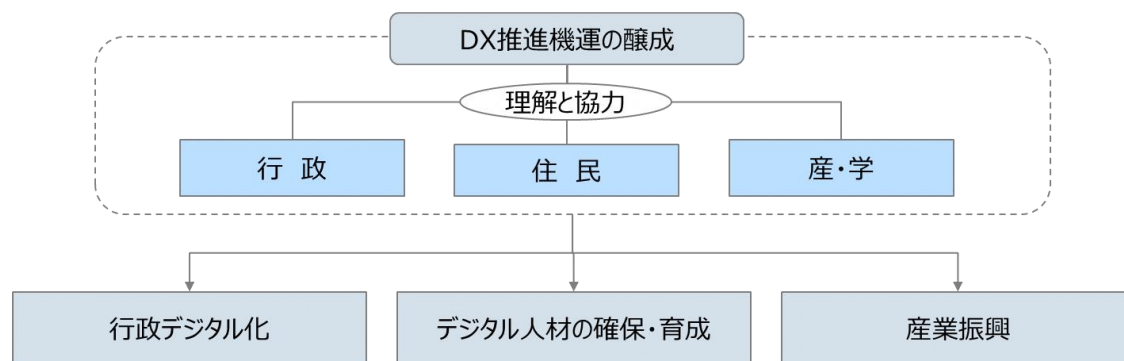 DX推進機運の醸成
理解と協力
行 政
住 民
産・学
行政デジタル化
デジタル人材の確保・育成
産業振興